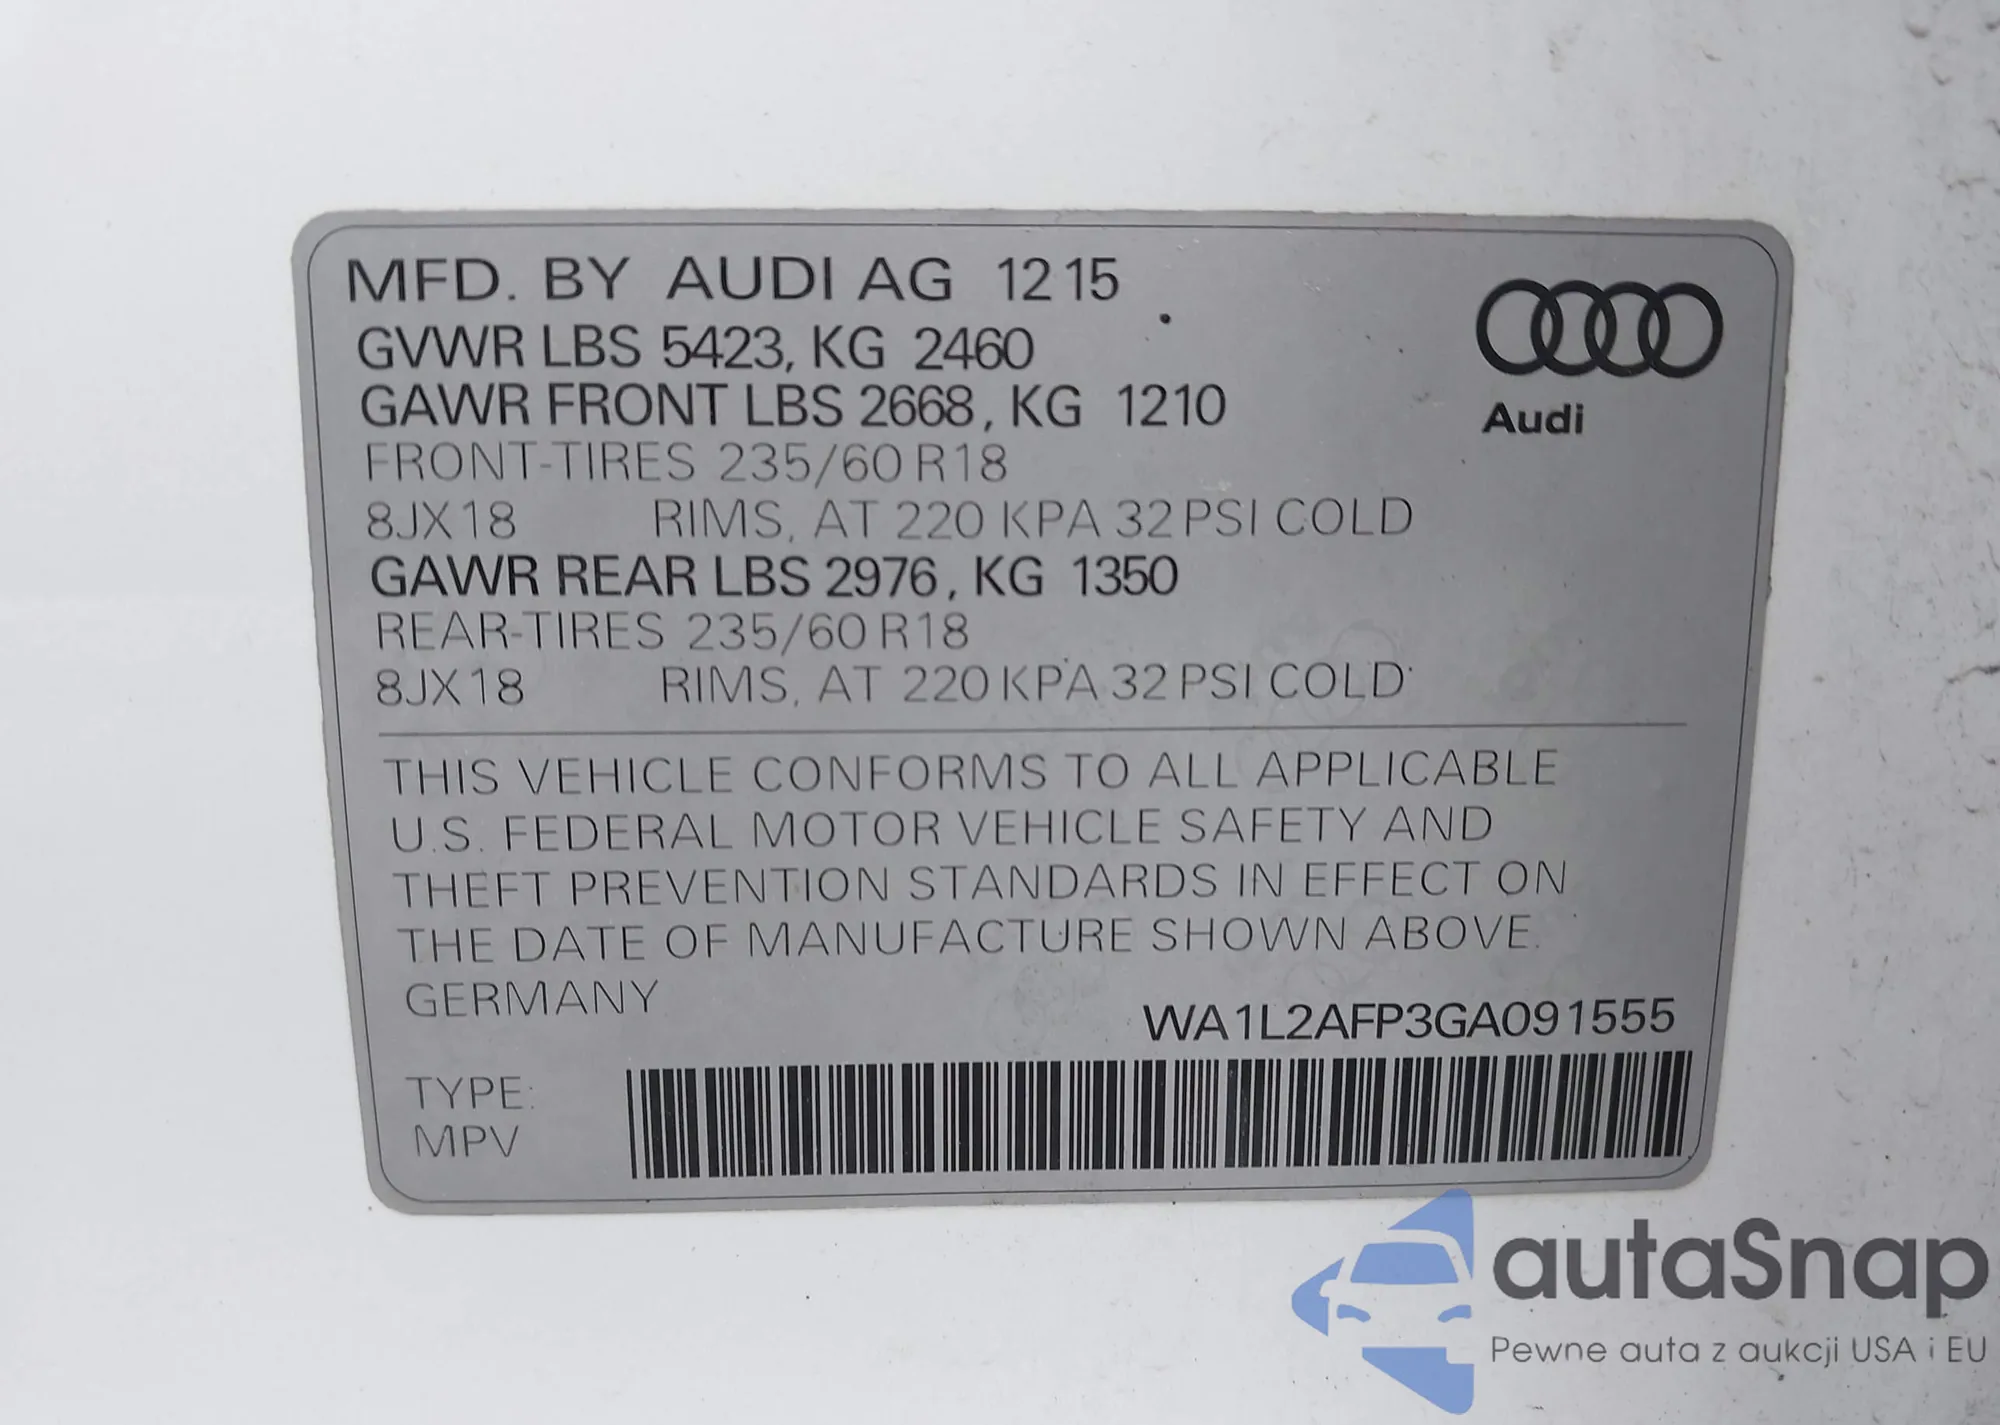 MFD. BY AUDI AG 12 15
GVWR LBS 5423, KG 2460
GAWR FRONT LBS 2668, KG 1210
FRONT-TIRES 235/60 R18
8JX18 RIMS, AT 220 KPA 32 PSI COLD
GAWR REAR LBS 2976, KG 1350
REAR-TIRES 235/60 R18
8JX18 RIMS, AT 220 KPA 32 PSI COLD
Audi
THIS VEHICLE CONFORMS TO ALL APPLICABLE
U.S. FEDERAL MOTOR VEHICLE SAFETY AND
THEFT PREVENTION STANDARDS IN EFFECT ON
THE DATE OF MANUFACTURE SHOWN ABOVE.
GERMANY
WA1L2AFP3GA091555
TYPE:
MPV
autaSnap
Pewne auta z aukcji USA i EU